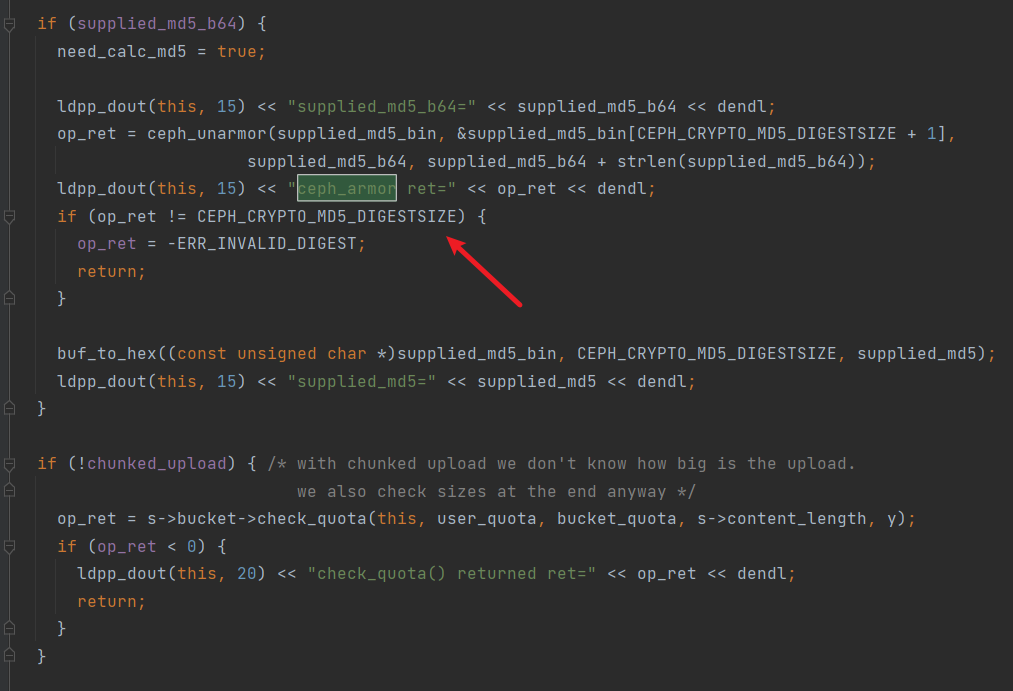 if (supplied_md5_b64) {
need_calc_md5 = true;
ldpp_dout(this, 15) << "supplied_md5_b64=" << supplied_md5_b64 << dendl;
op_ret = ceph_unarmor(supplied_md5_bin, &supplied_md5_bin[CEPH_CRYPTO_MD5_DIGESTSIZE + 1],
supplied_md5_b64, supplied_md5_b64 + strlen(supplied_md5_b64));
ldpp_dout(this, 15) << "ceph_armor ret=" << op_ret << dendl;
if (op_ret != CEPH_CRYPTO_MD5_DIGESTSIZE) {
op_ret = -ERR_INVALID_DIGEST;
return;
}
buf_to_hex((const unsigned char *)supplied_md5_bin, CEPH_CRYPTO_MD5_DIGESTSIZE, supplied_md5);
ldpp_dout(this, 15) << "supplied_md5=" << supplied_md5 << dendl;
}
if (!chunked_upload) { /* with chunked upload we don't know how big is the upload.
we also check sizes at the end anyway */
op_ret = s->bucket->check_quota(this, user_quota, bucket_quota, s->content_length, y);
if (op_ret < 0) {
ldpp_dout(this, 20) << "check_quota() returned ret=" << op_ret << dendl;
return;
}
}